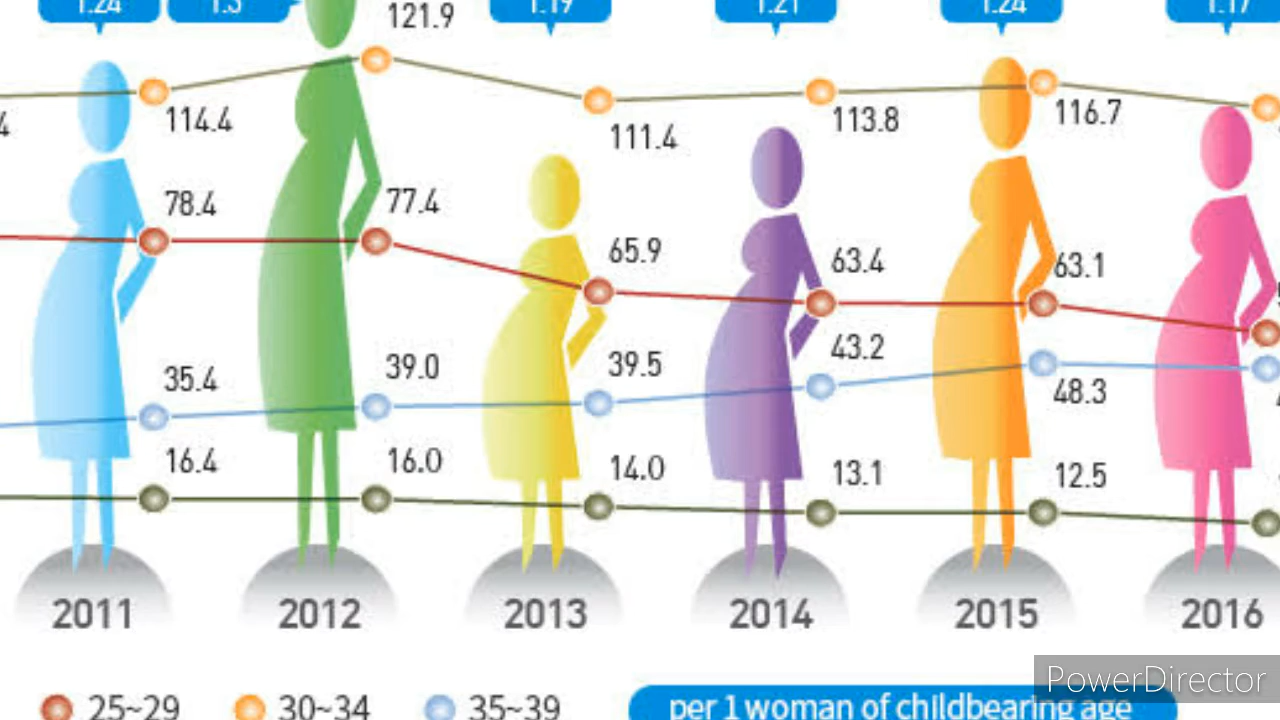 1.24 1.3 1.19 1.21 1.24 1.17
121.9
114.4 111.4 113.8 116.7
78.4 77.4 65.9 63.4 63.1
35.4 39.0 39.5 43.2 48.3
16.4 16.0 14.0 13.1 12.5
2011 2012 2013 2014 2015 2016
25~29 30~34 35~39 per 1 woman of childbearing age
PowerDirector